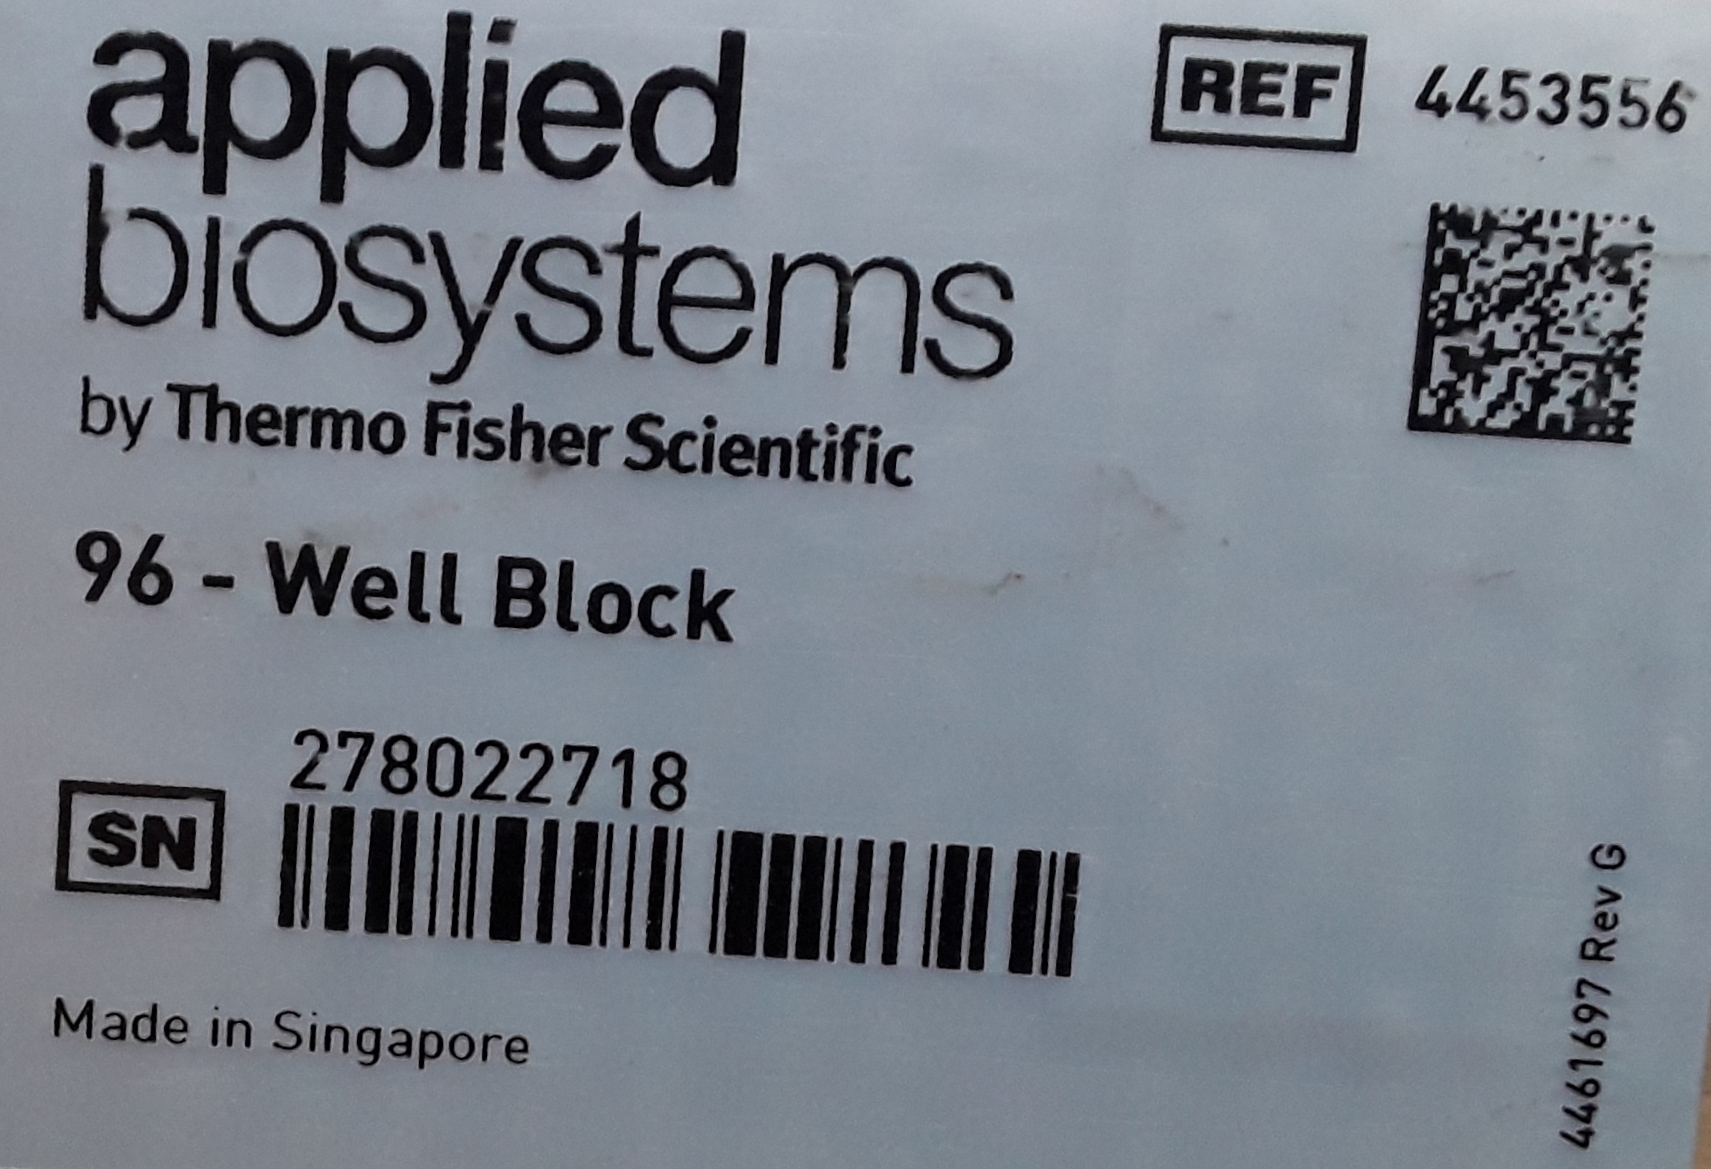 applied
biosystems
by Thermo Fisher Scientific
REF 4453556
96 - Well Block
278022718
SN
Made in Singapore
4461697 Rev G